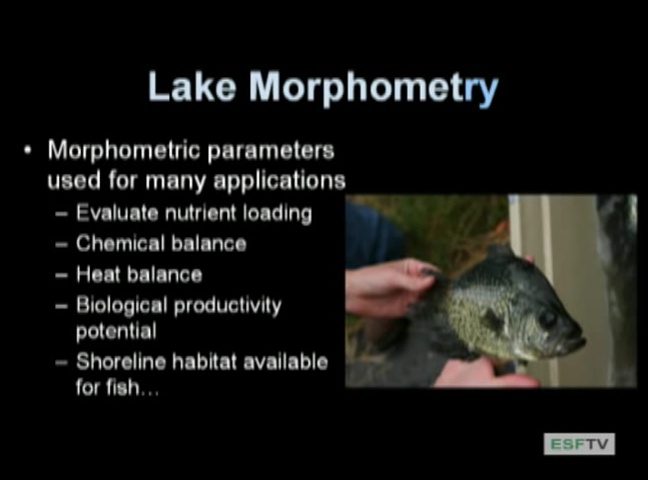 Lake Morphometry
• Morphometric parameters
used for many applications
– Evaluate nutrient loading
– Chemical balance
– Heat balance
– Biological productivity
potential
– Shoreline habitat available
for fish…
ESFTV